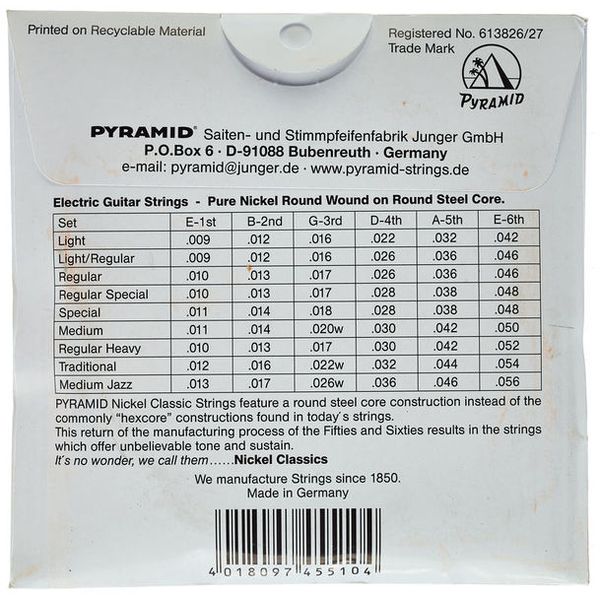 Printed on Recyclable Material
Registered No. 613826/27
Trade Mark
PYRAMID
PYRAMID® Saiten- und Stimmpfeifenfabrik Junger GmbH
P.O.Box 6 · D-91088 Bubenreuth · Germany
e-mail: pyramid@junger.de · www.pyramid-strings.de
Electric Guitar Strings - Pure Nickel Round Wound on Round Steel Core.
Set E-1st B-2nd G-3rd D-4th A-5th E-6th
Light .009 .012 .016 .022 .032 .042
Light/Regular .009 .012 .016 .026 .036 .046
Regular .010 .013 .017 .026 .036 .046
Regular Special .010 .013 .017 .028 .038 .048
Special .011 .014 .018 .028 .038 .048
Medium .011 .014 .020w .030 .042 .050
Regular Heavy .010 .013 .017 .030 .042 .052
Traditional .012 .016 .022w .032 .044 .054
Medium Jazz .013 .017 .026w .036 .046 .056
PYRAMID Nickel Classic Strings feature a round steel core construction instead of the
commonly “hexcore” constructions found in today´s strings.
This return of the manufacturing process of the Fifties and Sixties results in the strings
which offer unbelievable tone and sustain.
It´s no wonder, we call them......Nickel Classics
We manufacture Strings since 1850.
Made in Germany
4 018097 455104